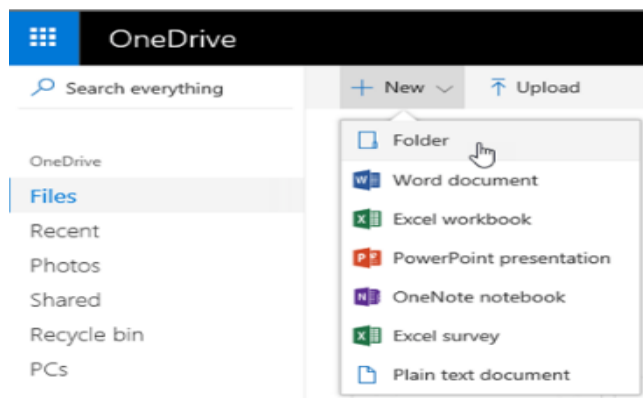 OneDrive
Search everything
New
Upload
OneDrive
Files
Recent
Photos
Shared
Recycle bin
PCs
Folder
Word document
Excel workbook
PowerPoint presentation
OneNote notebook
Excel survey
Plain text document